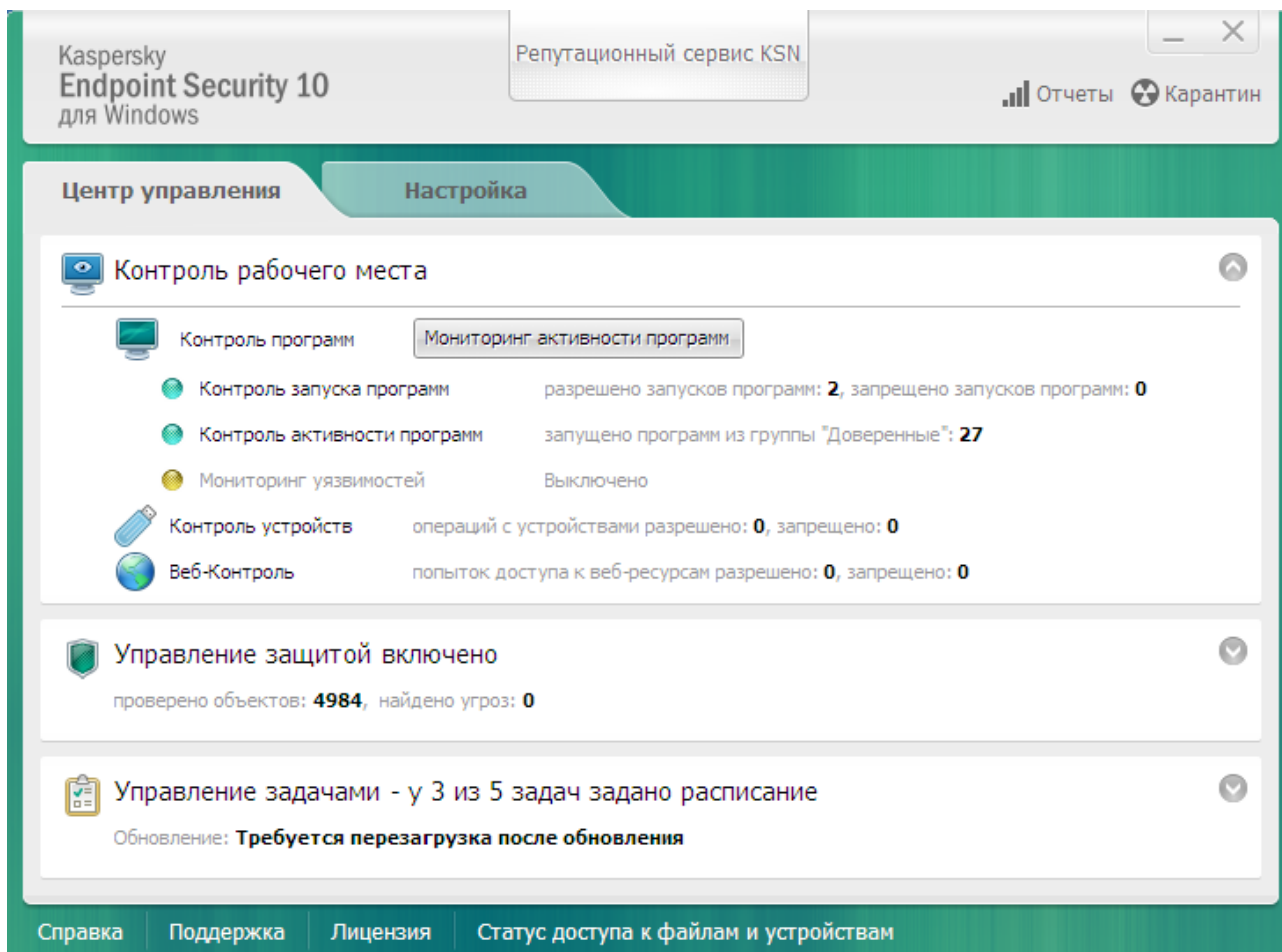 Kaspersky
Endpoint Security 10
для Windows
Репутационный сервис KSN
Отчеты Карантин
Центр управления Настройка
Контроль рабочего места
Контроль программ Мониторинг активности программ
Контроль запуска программ разрешено запусков программ: 2, запрещено запусков программ: 0
Контроль активности программ запущено программ из группы "Доверенные": 27
Мониторинг уязвимостей Выключено
Контроль устройств операций с устройствами разрешено: 0, запрещено: 0
Веб-Контроль попыток доступа к веб-ресурсам разрешено: 0, запрещено: 0
Управление защитой включено
проверено объектов: 4984, найдено угроз: 0
Управление задачами - у 3 из 5 задач задано расписание
Обновление: Требуется перезагрузка после обновления
Справка Поддержка Лицензия Статус доступа к файлам и устройствам